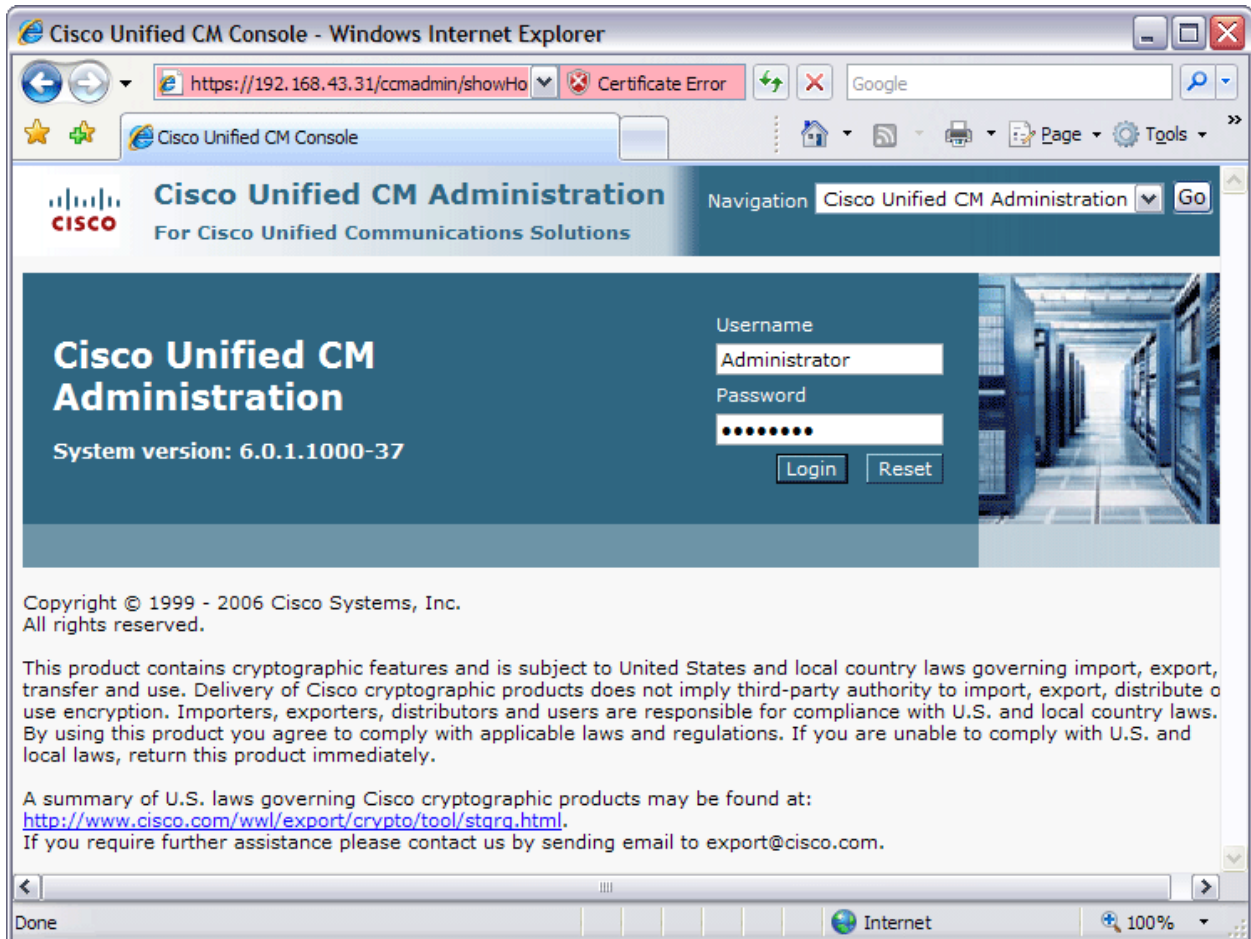 Cisco Unified CM Console - Windows Internet Explorer
https://192.168.43.31/ccmadmin/showHo Certificate Error Google
Cisco Unified CM Console Page Tools »
CISCO
Cisco Unified CM Administration
For Cisco Unified Communications Solutions
Navigation Cisco Unified CM Administration Go
Cisco Unified CM
Administration
System version: 6.0.1.1000-37
Username
Administrator
Password
••••••••
Login Reset
Copyright © 1999 - 2006 Cisco Systems, Inc.
All rights reserved.
This product contains cryptographic features and is subject to United States and local country laws governing import, export,
transfer and use. Delivery of Cisco cryptographic products does not imply third-party authority to import, export, distribute o
use encryption. Importers, exporters, distributors and users are responsible for compliance with U.S. and local country laws.
By using this product you agree to comply with applicable laws and regulations. If you are unable to comply with U.S. and
local laws, return this product immediately.
A summary of U.S. laws governing Cisco cryptographic products may be found at:
http://www.cisco.com/wwl/export/crypto/tool/stqrg.html.
If you require further assistance please contact us by sending email to export@cisco.com.
Done Internet 100%